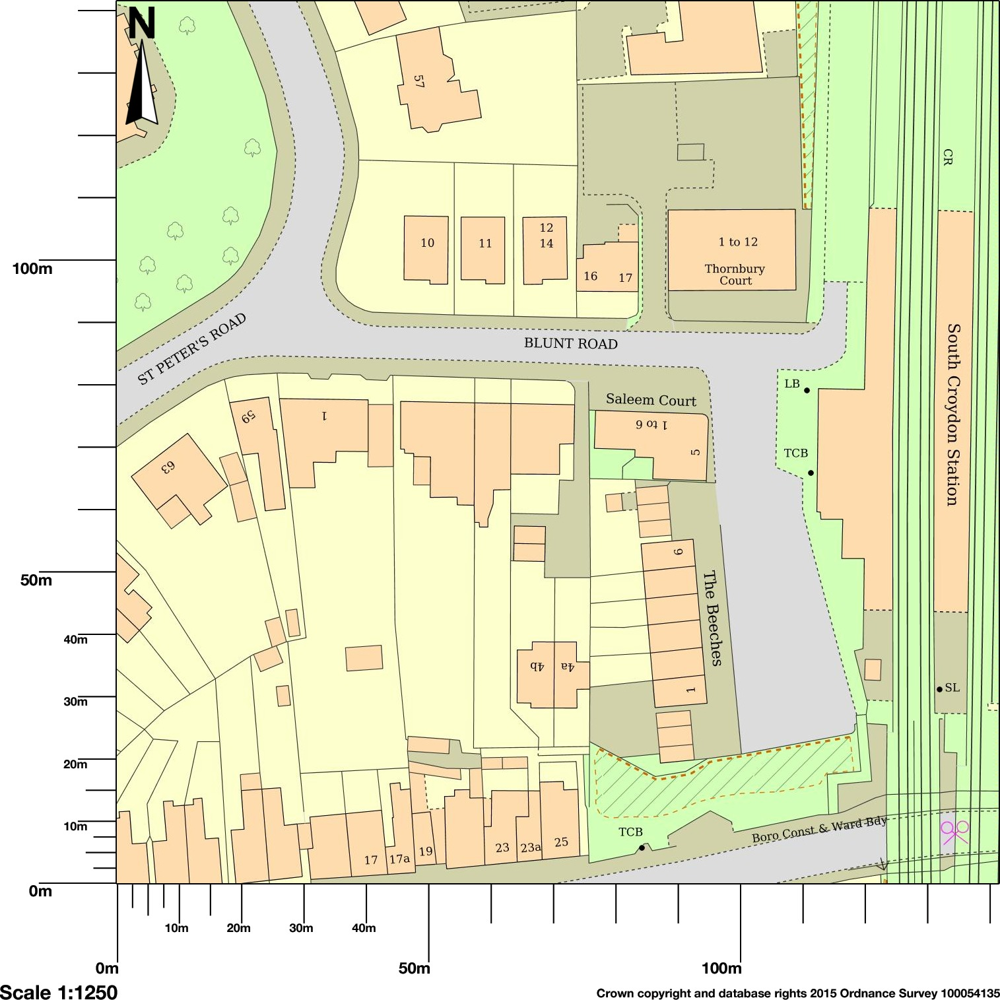 N
57
CR
10
11
12
14
16
17
1 to 12
Thornbury
Court
100m
ST PETER'S ROAD
BLUNT ROAD
South Croydon Station
LB
Saleem Court
1 to 6
5
59
1
63
TCB
9
The Beeches
50m
40m
4b
4a
1
30m
SL
20m
10m
TCB
Boro Const & Ward Bdy
17
17a
19
23
23a
25
0m
10m
20m
30m
40m
0m
50m
100m
Scale 1:1250
Crown copyright and database rights 2015 Ordnance Survey 100054135